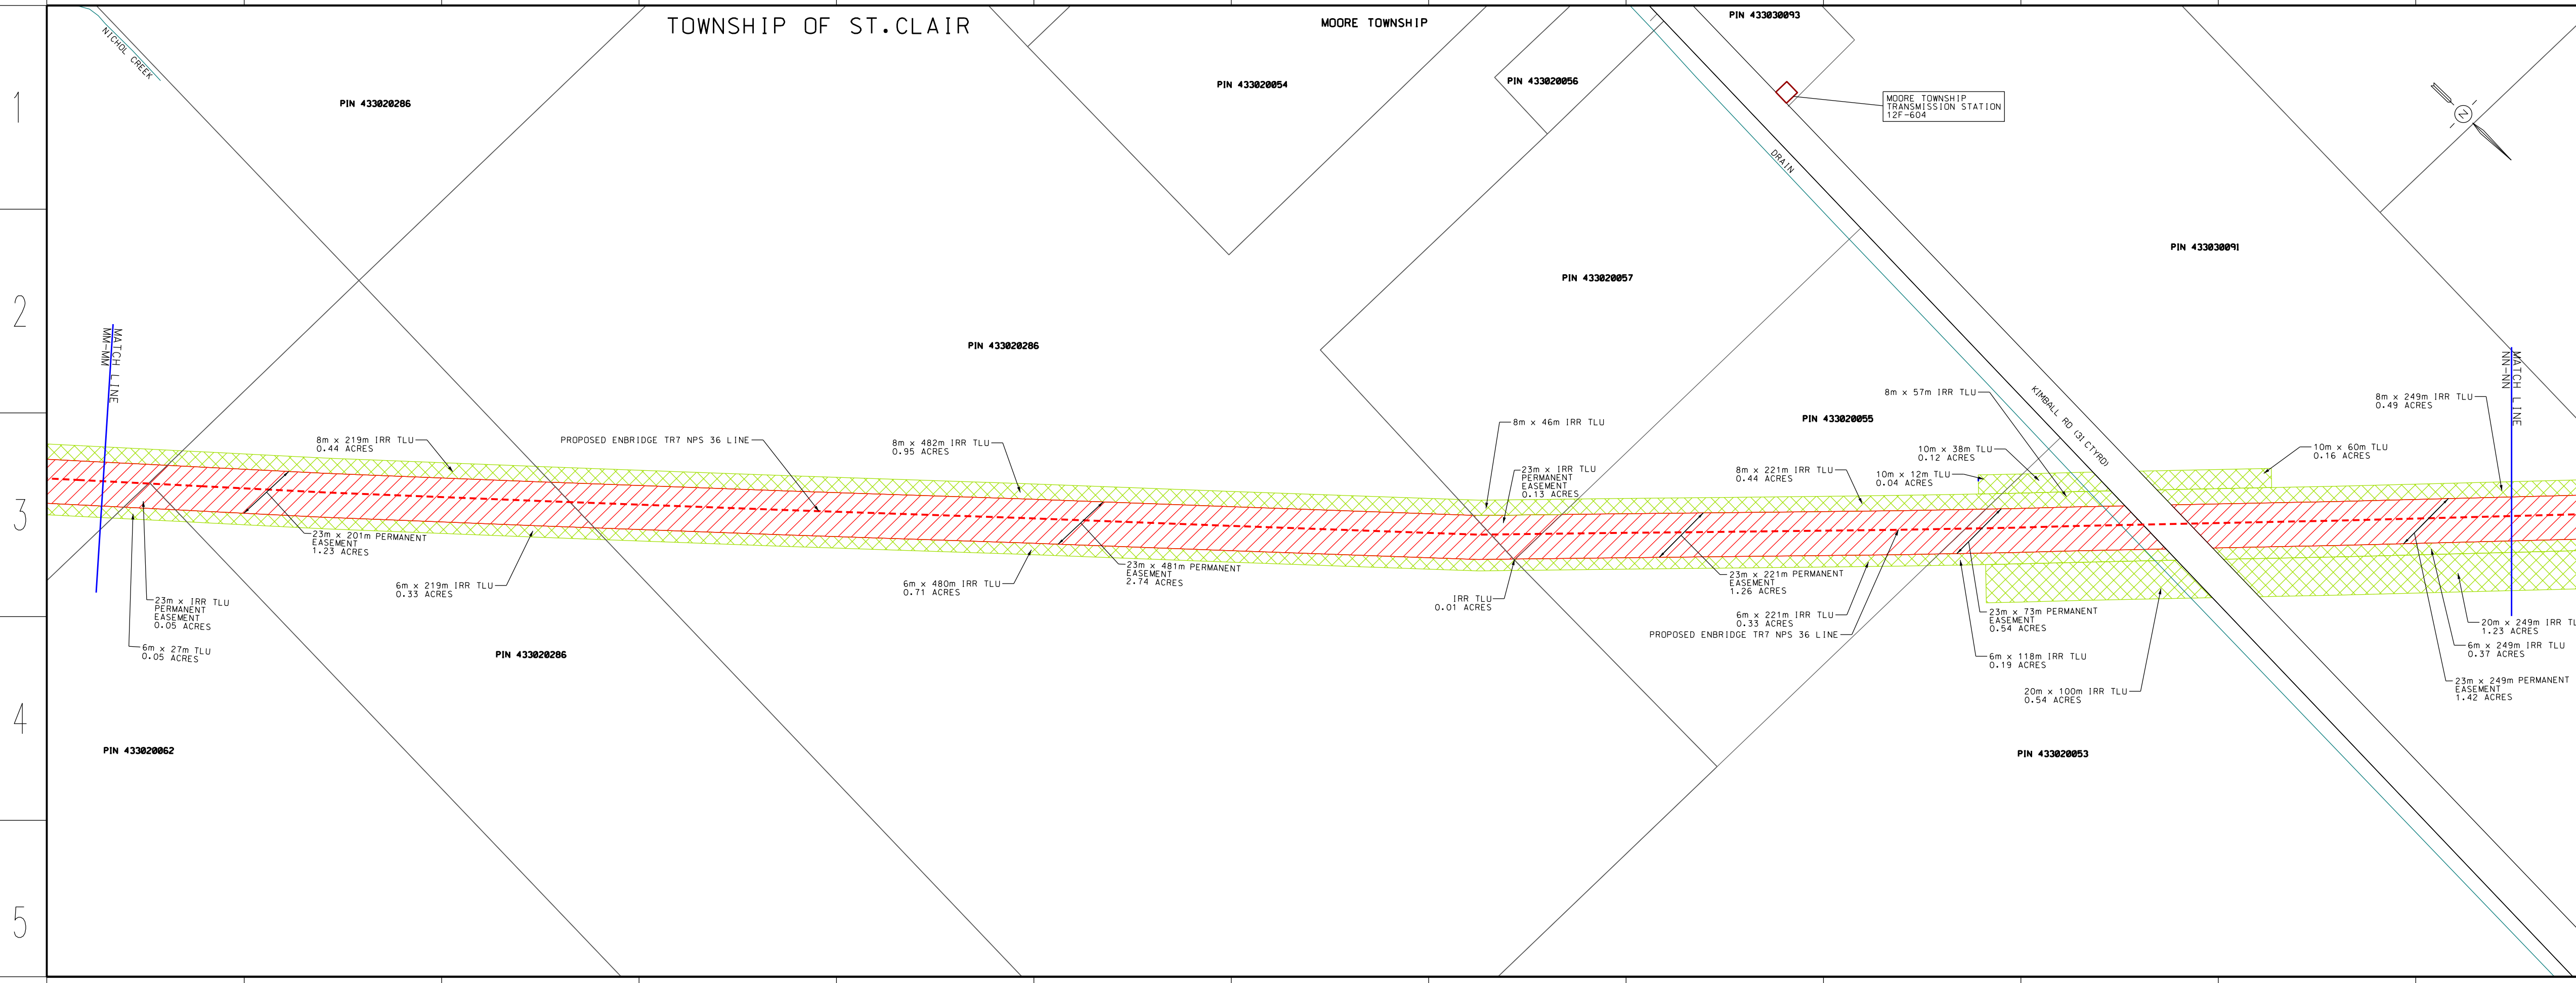 TOWNSHIP OF ST.CLAIR
MOORE TOWNSHIP
PIN 433030093
NICHOL CREEK
PIN 433020286
PIN 433020054
PIN 433020056
MOORE TOWNSHIP
TRANSMISSION STATION
12F-604
N
1
DRAIN
PIN 433030091
PIN 433020057
2
MATCH LINE
MM-MM
PIN 433020286
MATCH LINE
NN-NN
8m x 57m IRR TLU
KIMBALL RD (31 CTYRD)
8m x 249m IRR TLU
0.49 ACRES
PIN 433020055
8m x 46m IRR TLU
8m x 219m IRR TLU
0.44 ACRES
PROPOSED ENBRIDGE TR7 NPS 36 LINE
8m x 482m IRR TLU
0.95 ACRES
10m x 38m TLU
0.12 ACRES
10m x 60m TLU
0.16 ACRES
23m x IRR TLU
PERMANENT
EASEMENT
0.13 ACRES
8m x 221m IRR TLU
0.44 ACRES
10m x 12m TLU
0.04 ACRES
3
23m x 201m PERMANENT
EASEMENT
1.23 ACRES
23m x 481m PERMANENT
EASEMENT
2.74 ACRES
23m x 221m PERMANENT
EASEMENT
1.26 ACRES
6m x 219m IRR TLU
0.33 ACRES
6m x 480m IRR TLU
0.71 ACRES
23m x IRR TLU
PERMANENT
EASEMENT
0.05 ACRES
IRR TLU
0.01 ACRES
6m x 221m IRR TLU
0.33 ACRES
PROPOSED ENBRIDGE TR7 NPS 36 LINE
23m x 73m PERMANENT
EASEMENT
0.54 ACRES
20m x 249m IRR TL
1.23 ACRES
6m x 27m TLU
0.05 ACRES
6m x 249m IRR TLU
0.37 ACRES
PIN 433020286
6m x 118m IRR TLU
0.19 ACRES
23m x 249m PERMANENT
EASEMENT
1.42 ACRES
20m x 100m IRR TLU
0.54 ACRES
4
PIN 433020062
PIN 433020053
5